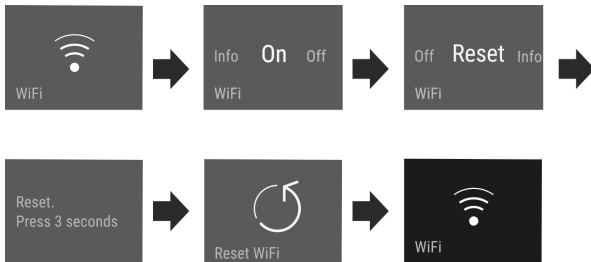 WiFi
Info On Off
WiFi
Off Reset Info
WiFi
Reset.
Press 3 seconds
Reset WiFi
WiFi